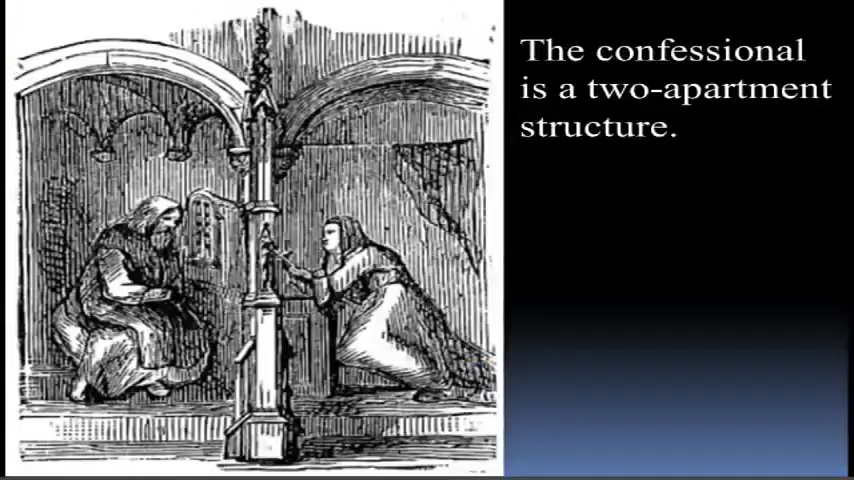 The confessional
is a two-apartment
structure.